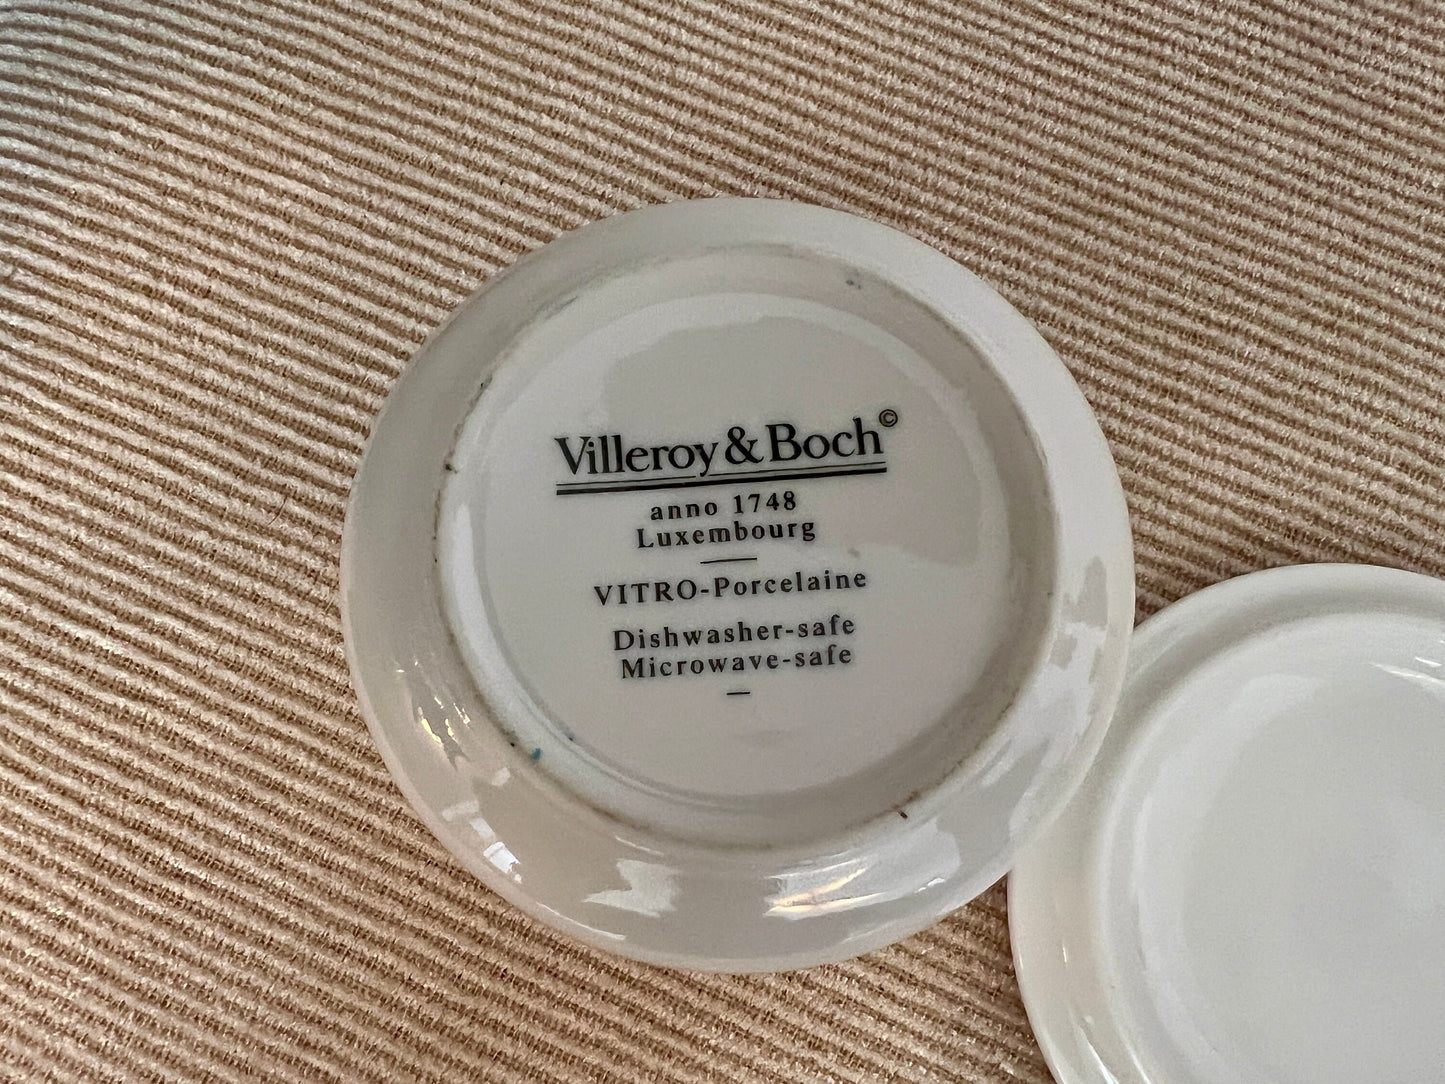 Villeroy & Boch©
anno 1748
Luxembourg
VITRO-Porcelaine
Dishwasher-safe
Microwave-safe